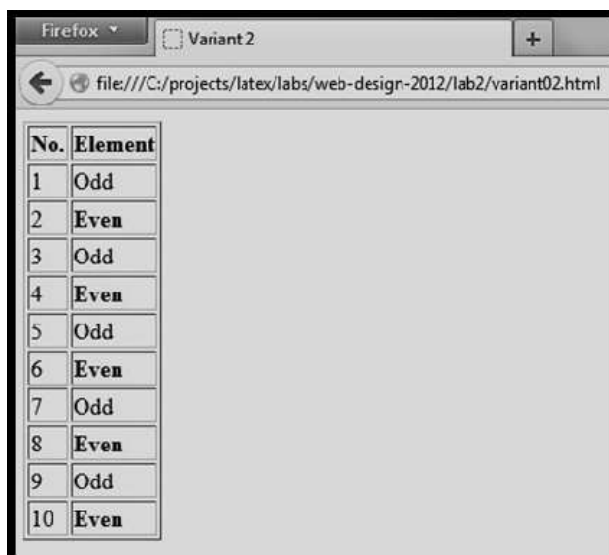 Firefox
Variant 2
+
file:///C:/projects/latex/labs/web-design-2012/lab2/variant02.html
No. Element
1 Odd
2 Even
3 Odd
4 Even
5 Odd
6 Even
7 Odd
8 Even
9 Odd
10 Even